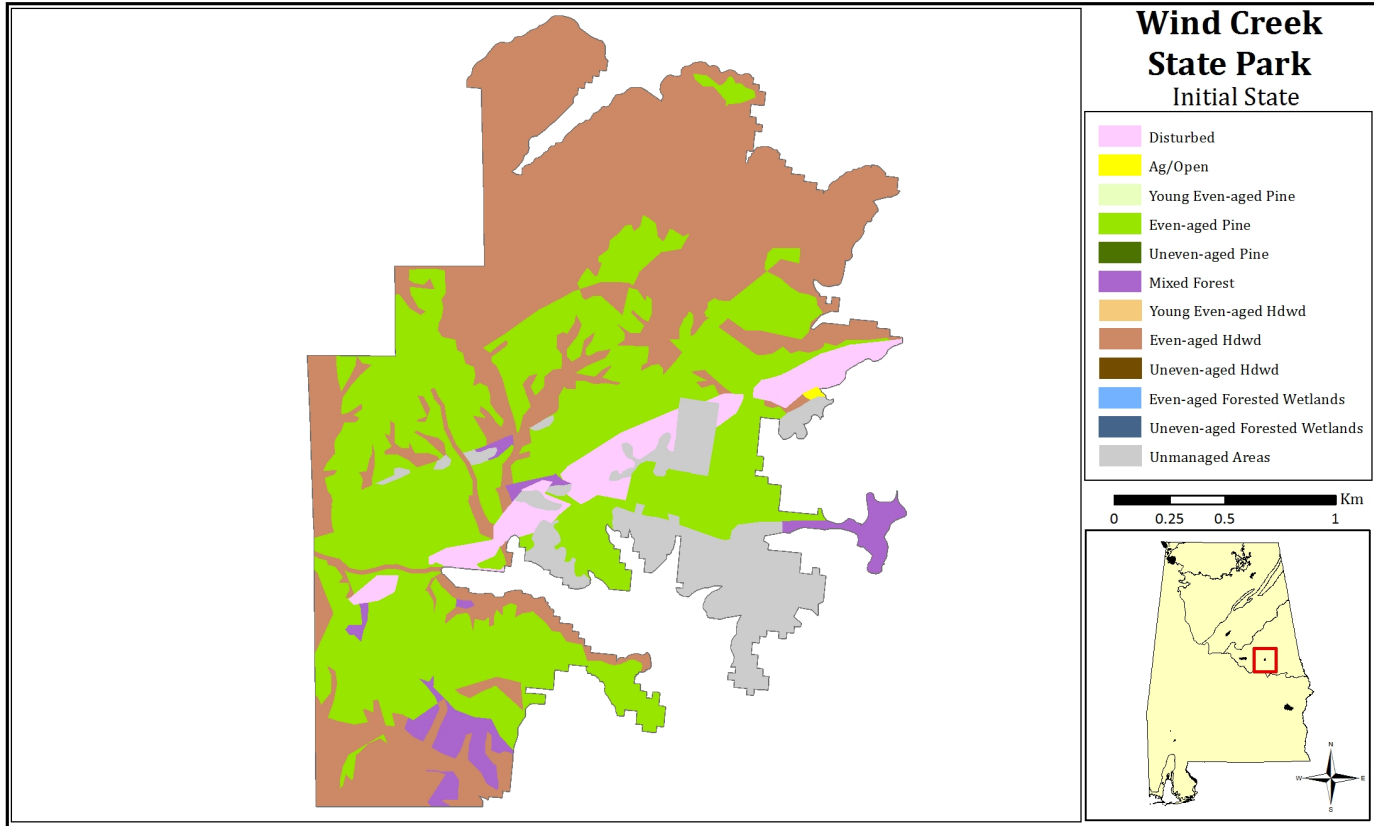 Wind Creek
State Park
Initial State
Disturbed
Ag/Open
Young Even-aged Pine
Even-aged Pine
Uneven-aged Pine
Mixed Forest
Young Even-aged Hdwd
Even-aged Hdwd
Uneven-aged Hdwd
Even-aged Forested Wetlands
Uneven-aged Forested Wetlands
Unmanaged Areas
Km
0 0.25 0.5 1
N
W E
S